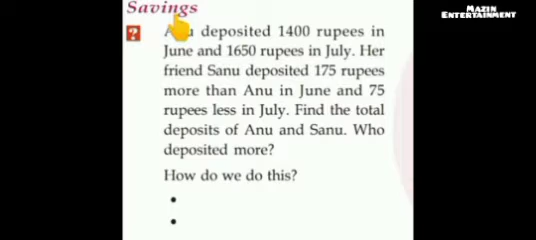 Savings
MAZIN
ENTERTAINMENT
? deposited 1400 rupees in
June and 1650 rupees in July. Her
friend Sanu deposited 175 rupees
more than Anu in June and 75
rupees less in July. Find the total
deposits of Anu and Sanu. Who
deposited more?
How do we do this?
•
•